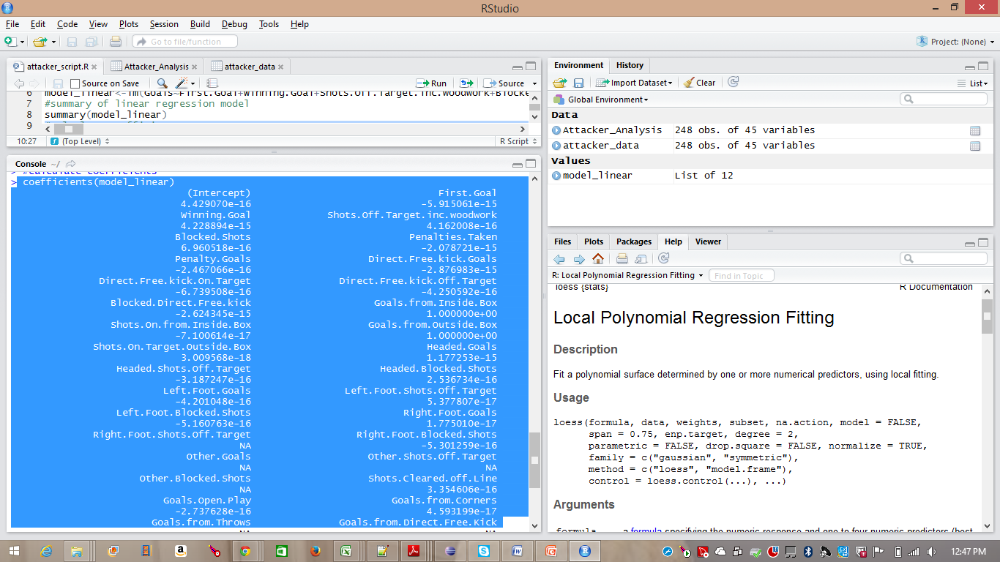 RStudio
File Edit Code View Plots Session Build Debug Tools Help
Go to file/function
Project: (None)
attacker_script.R
Attacker_Analysis
attacker_data
Source on Save
Run
Source
6 model_linear<-lm(Goals~First.Goal+Winning.Goal+Shots.Off.Target.inc.woodwork+Blocke
7 #summary of linear regression model
8 summary(model_linear)
9
10:27 (Top Level) R Script
Console ~/
> #calculate coefficients
> coefficients(model_linear)
(Intercept) First.Goal
4.429070e-16 -5.915061e-15
Winning.Goal Shots.Off.Target.inc.woodwork
4.228894e-15 4.162008e-16
Blocked.Shots Penalties.Taken
6.960518e-16 -2.078721e-15
Penalty.Goals Direct.Free.kick.Goals
-2.467066e-16 -2.876983e-15
Direct.Free.kick.On.Target Direct.Free.kick.Off.Target
-6.739508e-16 -4.250592e-16
Blocked.Direct.Free.kick Goals.from.Inside.Box
-2.624345e-15 1.000000e+00
Shots.On.from.Inside.Box Goals.from.Outside.Box
-7.100614e-17 1.000000e+00
Shots.On.Target.Outside.Box Headed.Goals
3.009568e-18 1.177253e-15
Headed.Shots.Off.Target Headed.Blocked.Shots
-3.187247e-16 2.536734e-16
Left.Foot.Goals Left.Foot.Shots.Off.Target
-4.201048e-16 5.377807e-17
Left.Foot.Blocked.Shots Right.Foot.Goals
-5.160763e-16 1.775010e-17
Right.Foot.Shots.Off.Target Right.Foot.Blocked.Shots
NA -5.301259e-16
Other.Goals Other.Shots.Off.Target
NA NA
Other.Blocked.Shots Shots.Cleared.off.Line
NA 3.354606e-16
Goals.Open.Play Goals.from.Corners
-2.737628e-16 4.593199e-17
Goals.from.Throws Goals.from.Direct.Free.Kick
NA NA
Environment History
Import Dataset
Clear
List
Global Environment
Data
Attacker_Analysis 248 obs. of 45 variables
attacker_data 248 obs. of 45 variables
Values
model_linear List of 12
Files Plots Packages Help Viewer
R: Local Polynomial Regression Fitting
Find in Topic
loess {stats} R Documentation
Local Polynomial Regression Fitting
Description
Fit a polynomial surface determined by one or more numerical predictors, using local fitting.
Usage
loess(formula, data, weights, subset, na.action, model = FALSE,
span = 0.75, enp.target, degree = 2,
parametric = FALSE, drop.square = FALSE, normalize = TRUE,
family = c("gaussian", "symmetric"),
method = c("loess", "model.frame"),
control = loess.control(...), ...)
Arguments
formula a formula specifying the numeric response and one to four numeric predictors (best
12:47 PM